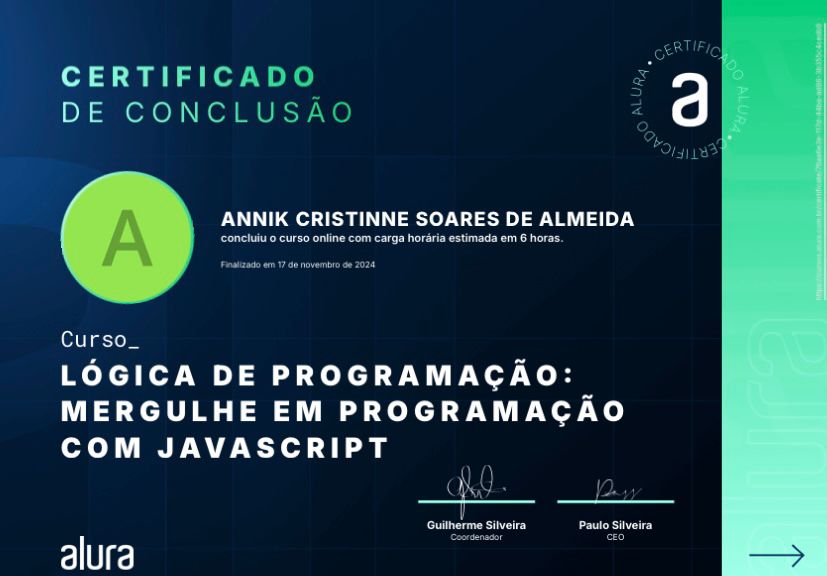 CERTIFICADO
DE CONCLUSÃO
CERTIFICADO ALURA • CERTIFICADO ALURA •
a
A
ANNIK CRISTINNE SOARES DE ALMEIDA
concluiu o curso online com carga horária estimada em 6 horas.
Finalizado em 17 de novembro de 2024
Curso_
LÓGICA DE PROGRAMAÇÃO:
MERGULHE EM PROGRAMAÇÃO
COM JAVASCRIPT
Guilherme Silveira
Coordenador
Paulo Silveira
CEO
alura
alura